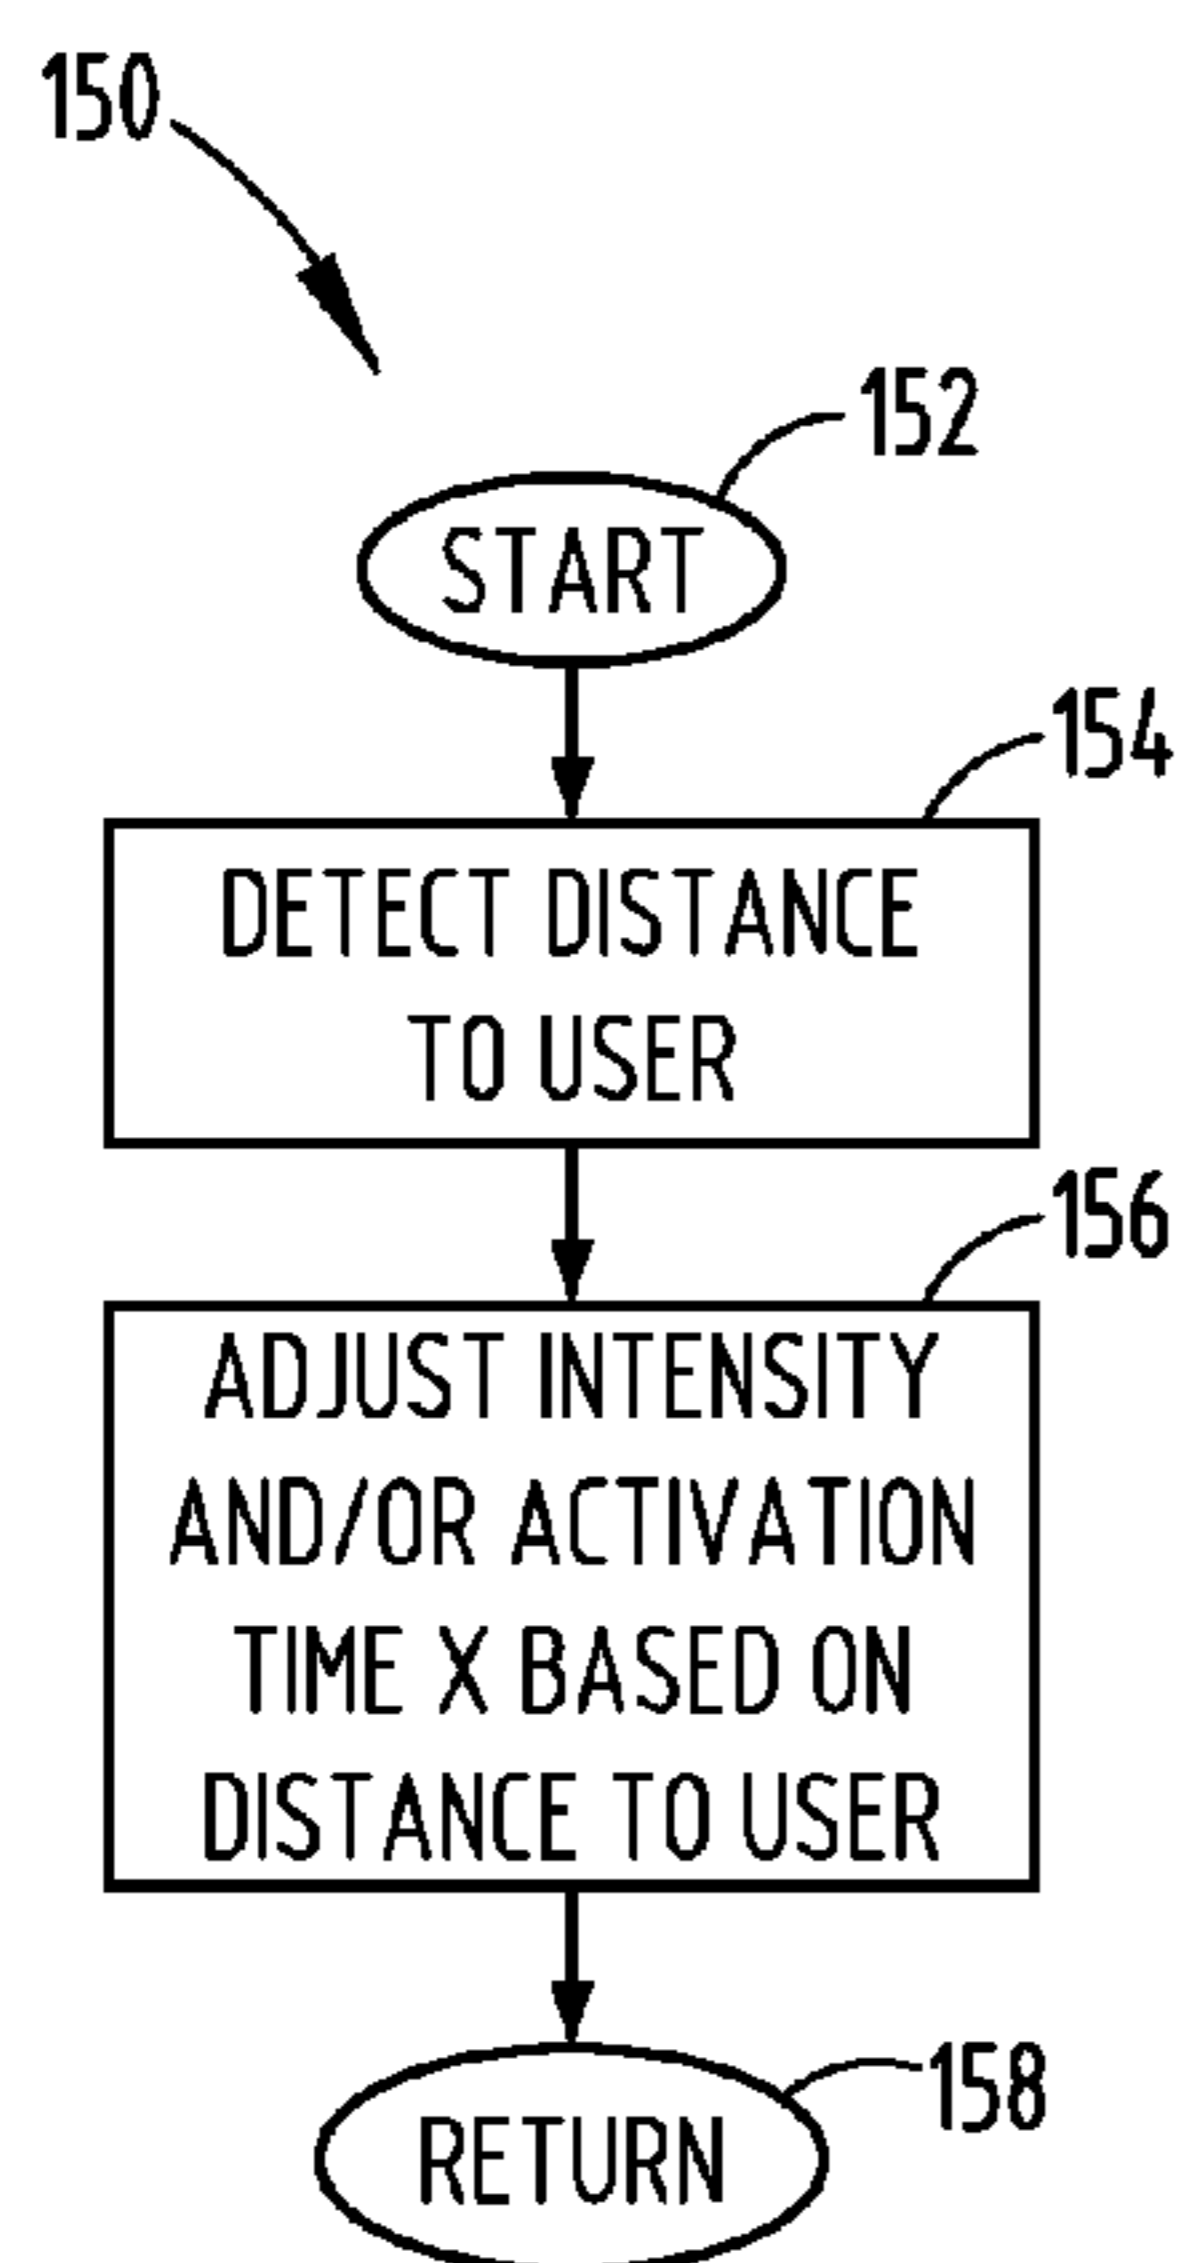 150
152
START
154
DETECT DISTANCE
TO USER
156
ADJUST INTENSITY
AND/OR ACTIVATION
TIME X BASED ON
DISTANCE TO USER
158
RETURN